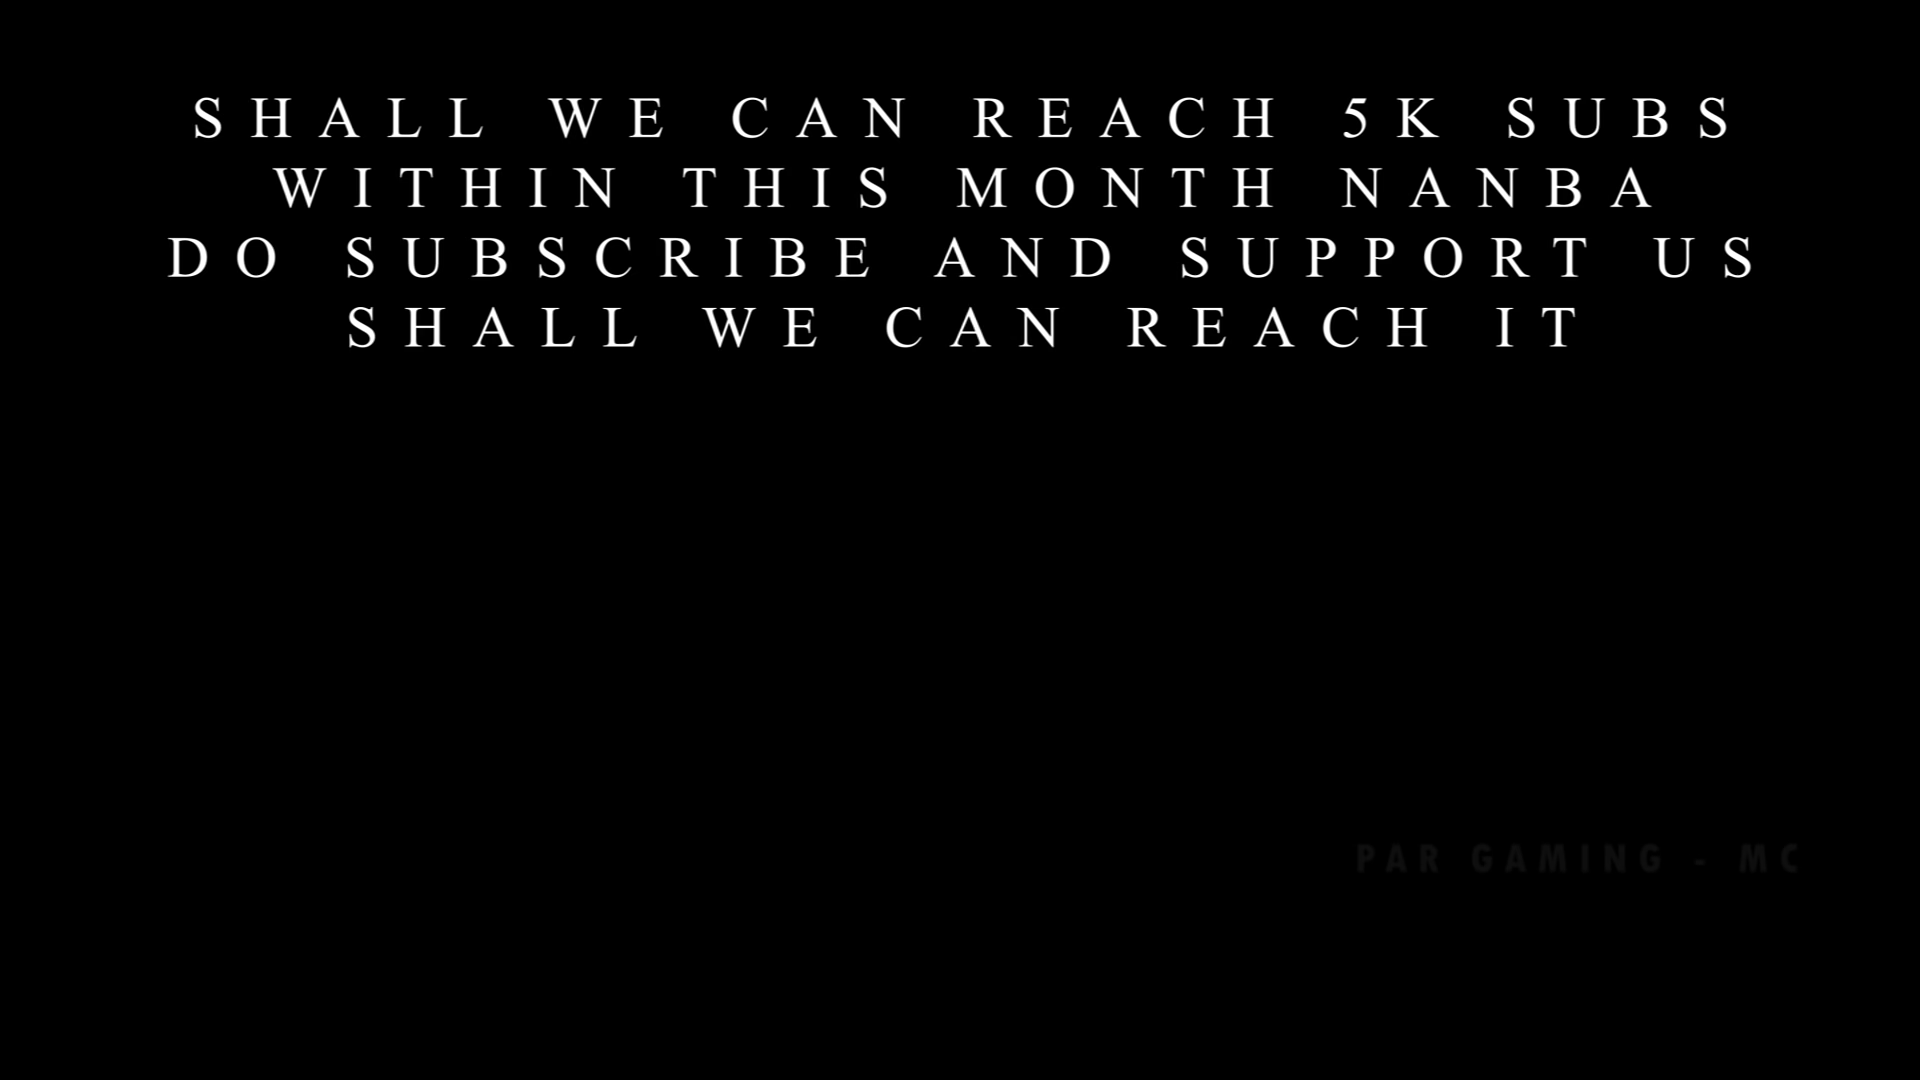 SHALL WE CAN REACH 5K SUBS
WITHIN THIS MONTH NANBA
DO SUBSCRIBE AND SUPPORT US
SHALL WE CAN REACH IT
PAR GAMING - MC